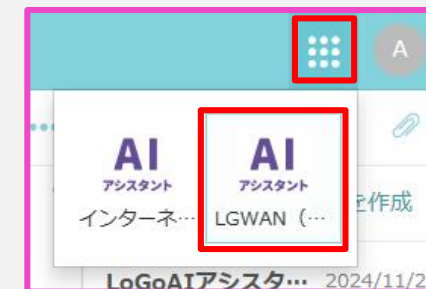 A
AI AI
アシスタント アシスタント
インターネ… LGWAN（…
を作成
LoGoAIアシスタ… 2024/11/2